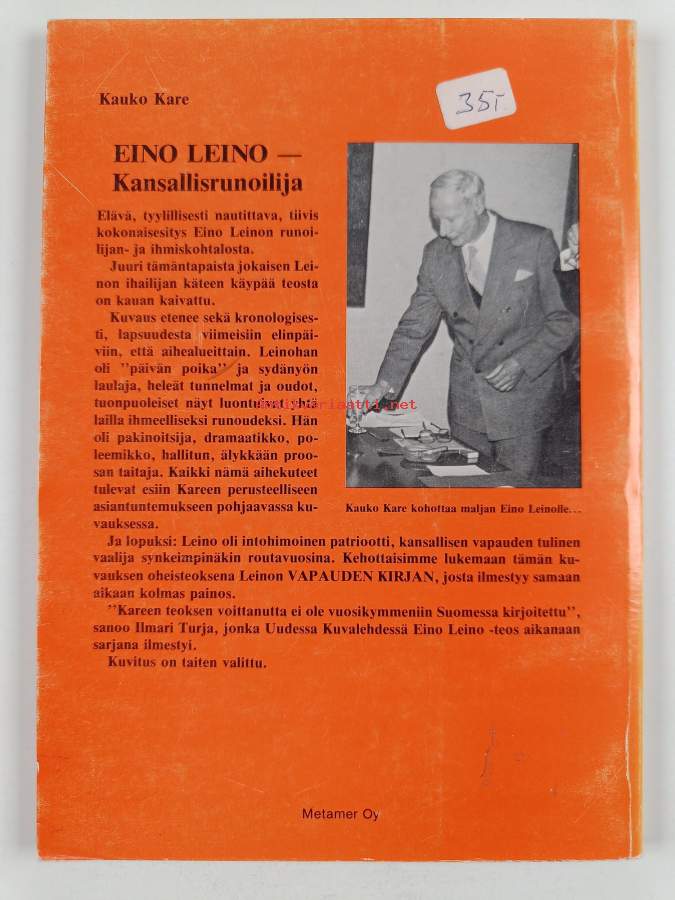 35,-
Kauko Kare
EINO LEINO —
Kansallisrunoilija
Elävä, tyylillisesti nautittava, tiivis
kokonaisesitys Eino Leinon runoi-
lijan- ja ihmiskohtalosta.
Juuri tämäntapaista jokaisen Lei-
non ihailijan käteen käypää teosta
on kauan kaivattu.
Kuvaus etenee sekä kronologises-
ti, lapsuudesta viimeisiin elinpäi-
viin, että aihealueittain. Leinohan
oli ''päivän poika'' ja sydänyön
laulaja, heleät tunnelmat ja oudot,
tuonpuoleiset näyt luontuivat yhtä
lailla ihmeelliseksi runoudeksi. Hän
oli pakinoitsija, dramaatikko, po-
leemikko, hallitun, älykkään proo-
san taitaja. Kaikki nämä aihekuteet
tulevat esiin Kareen perusteelliseen
asiantuntemukseen pohjaavassa ku-
vauksessa.
antikvariaatti.net
Kauko Kare kohottaa maljan Eino Leinolle...
Ja lopuksi: Leino oli intohimoinen patriootti, kansallisen vapauden tulinen
vaalija synkeimpinäkin routavuosina. Kehottaisimme lukemaan tämän ku-
vauksen oheisteoksena Leinon VAPAUDEN KIRJAN, josta ilmestyy samaan
aikaan kolmas painos.
''Kareen teoksen voittanutta ei ole vuosikymmeniin Suomessa kirjoitettu'',
sanoo Ilmari Turja, jonka Uudessa Kuvalehdessä Eino Leino -teos aikanaan
sarjana ilmestyi.
Kuvitus on taiten valittu.
Metamer Oy